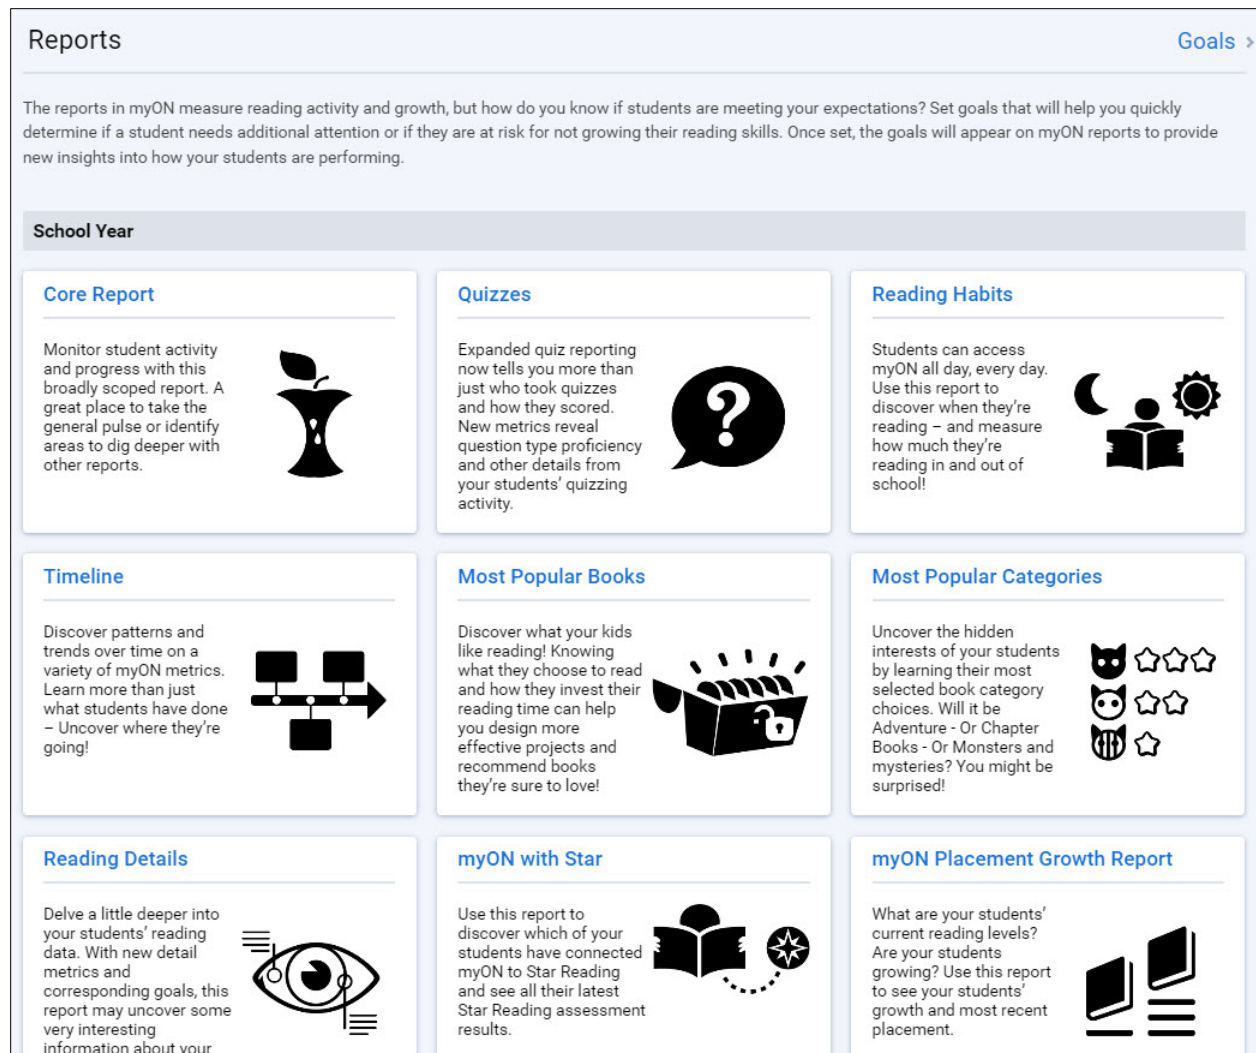 Reports
Goals >
The reports in myON measure reading activity and growth, but how do you know if students are meeting your expectations? Set goals that will help you quickly
determine if a student needs additional attention or if they are at risk for not growing their reading skills. Once set, the goals will appear on myON reports to provide
new insights into how your students are performing.
School Year
Core Report
Monitor student activity
and progress with this
broadly scoped report. A
great place to take the
general pulse or identify
areas to dig deeper with
other reports.
Quizzes
Expanded quiz reporting
now tells you more than
just who took quizzes
and how they scored.
New metrics reveal
question type proficiency
and other details from
your students' quizzing
activity.
Reading Habits
Students can access
myON all day, every day.
Use this report to
discover when they're
reading – and measure
how much they're
reading in and out of
school!
Timeline
Discover patterns and
trends over time on a
variety of myON metrics.
Learn more than just
what students have done
– Uncover where they're
going!
Most Popular Books
Discover what your kids
like reading! Knowing
what they choose to read
and how they invest their
reading time can help
you design more
effective projects and
recommend books
they're sure to love!
Most Popular Categories
Uncover the hidden
interests of your students
by learning their most
selected book category
choices. Will it be
Adventure - Or Chapter
Books - Or Monsters and
mysteries? You might be
surprised!
Reading Details
Delve a little deeper into
your students' reading
data. With new detail
metrics and
corresponding goals, this
report may uncover some
very interesting
information about your
myON with Star
Use this report to
discover which of your
students have connected
myON to Star Reading
and see all their latest
Star Reading assessment
results.
myON Placement Growth Report
What are your students'
current reading levels?
Are your students
growing? Use this report
to see your students'
growth and most recent
placement.